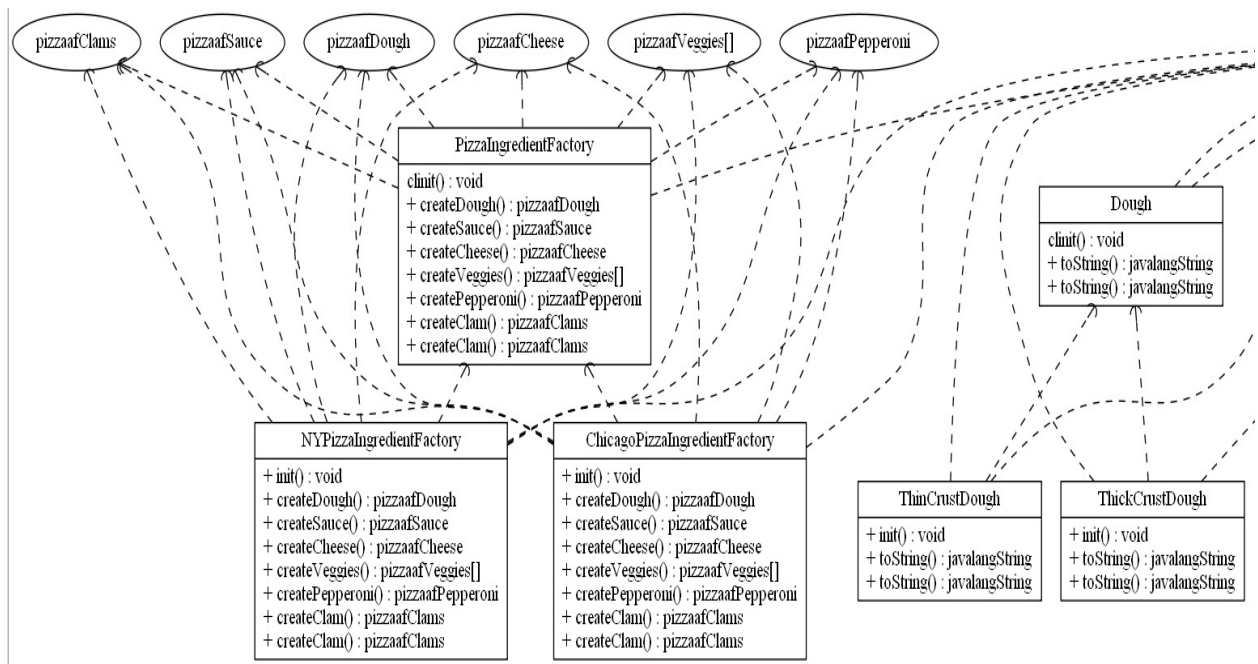 pizzaafClams
pizzaafSauce
pizzaafDough
pizzaafCheese
pizzaafVeggies[]
pizzaafPepperoni
PizzaIngredientFactory
clinit() : void
+ createDough() : pizzaafDough
+ createSauce() : pizzaafSauce
+ createCheese() : pizzaafCheese
+ createVeggies() : pizzaafVeggies[]
+ createPepperoni() : pizzaafPepperoni
+ createClam() : pizzaafClams
+ createClam() : pizzaafClams
Dough
clinit() : void
+ toString() : javalangString
+ toString() : javalangString
NYPizzaIngredientFactory
+ init() : void
+ createDough() : pizzaafDough
+ createSauce() : pizzaafSauce
+ createCheese() : pizzaafCheese
+ createVeggies() : pizzaafVeggies[]
+ createPepperoni() : pizzaafPepperoni
+ createClam() : pizzaafClams
+ createClam() : pizzaafClams
ChicagoPizzaIngredientFactory
+ init() : void
+ createDough() : pizzaafDough
+ createSauce() : pizzaafSauce
+ createCheese() : pizzaafCheese
+ createVeggies() : pizzaafVeggies[]
+ createPepperoni() : pizzaafPepperoni
+ createClam() : pizzaafClams
+ createClam() : pizzaafClams
ThinCrustDough
+ init() : void
+ toString() : javalangString
+ toString() : javalangString
ThickCrustDough
+ init() : void
+ toString() : javalangString
+ toString() : javalangString